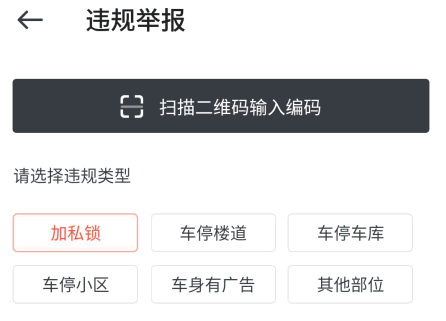 违规举报
扫描二维码输入编码
请选择违规类型
加私锁 车停楼道 车停车库
车停小区 车身有广告 其他部位